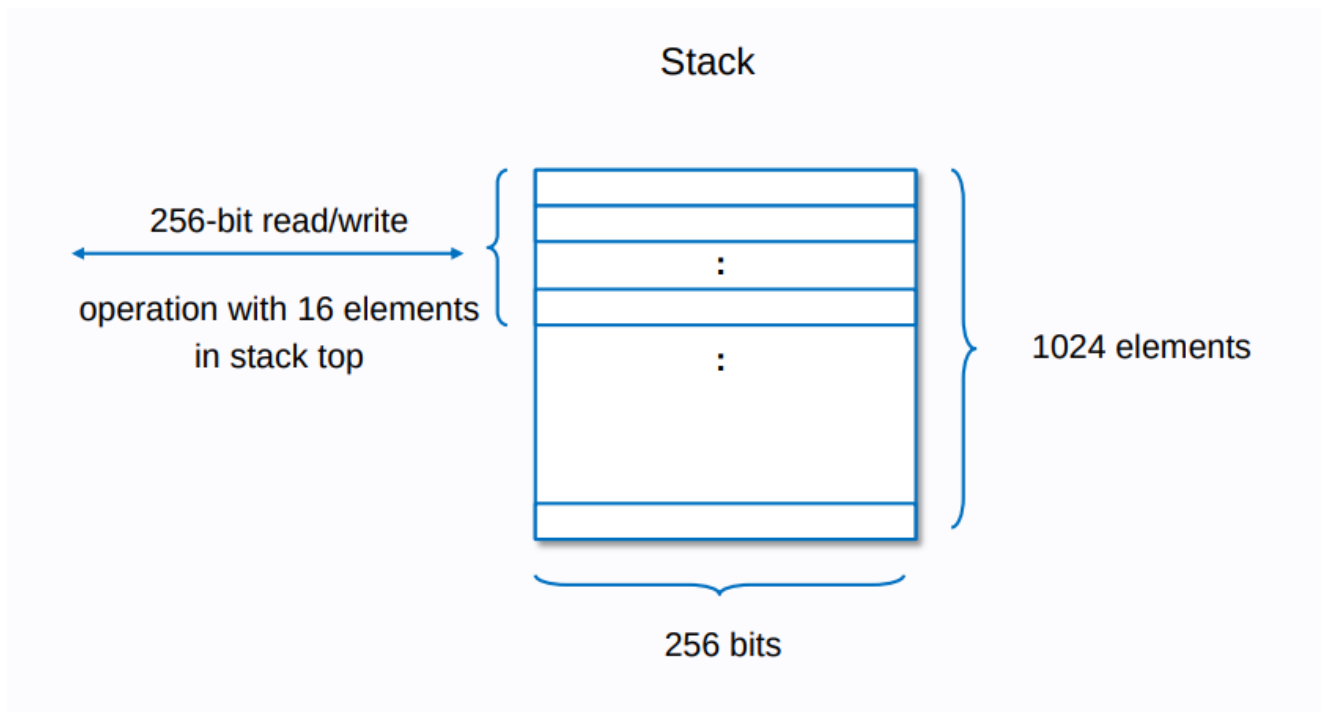 Stack
256-bit read/write
operation with 16 elements
in stack top
:
:
1024 elements
256 bits